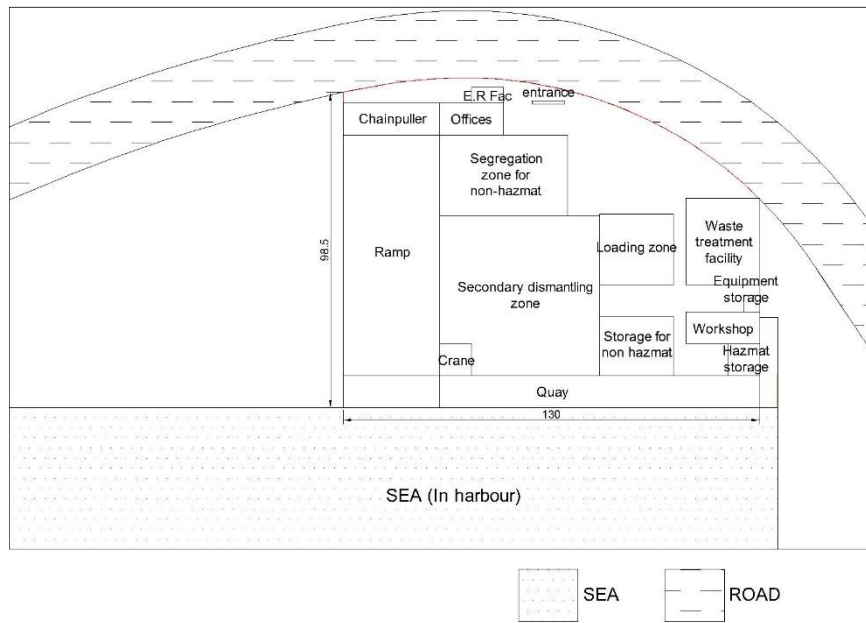 E.R Fac
entrance
Chainpuller
Offices
Segregation
zone for
non-hazmat
98.5
Ramp
Loading zone
Waste
treatment
facility
Secondary dismantling
zone
Equipment
storage
Storage for
non hazmat
Workshop
Crane
Hazmat
storage
Quay
130
SEA (In harbour)
SEA
ROAD